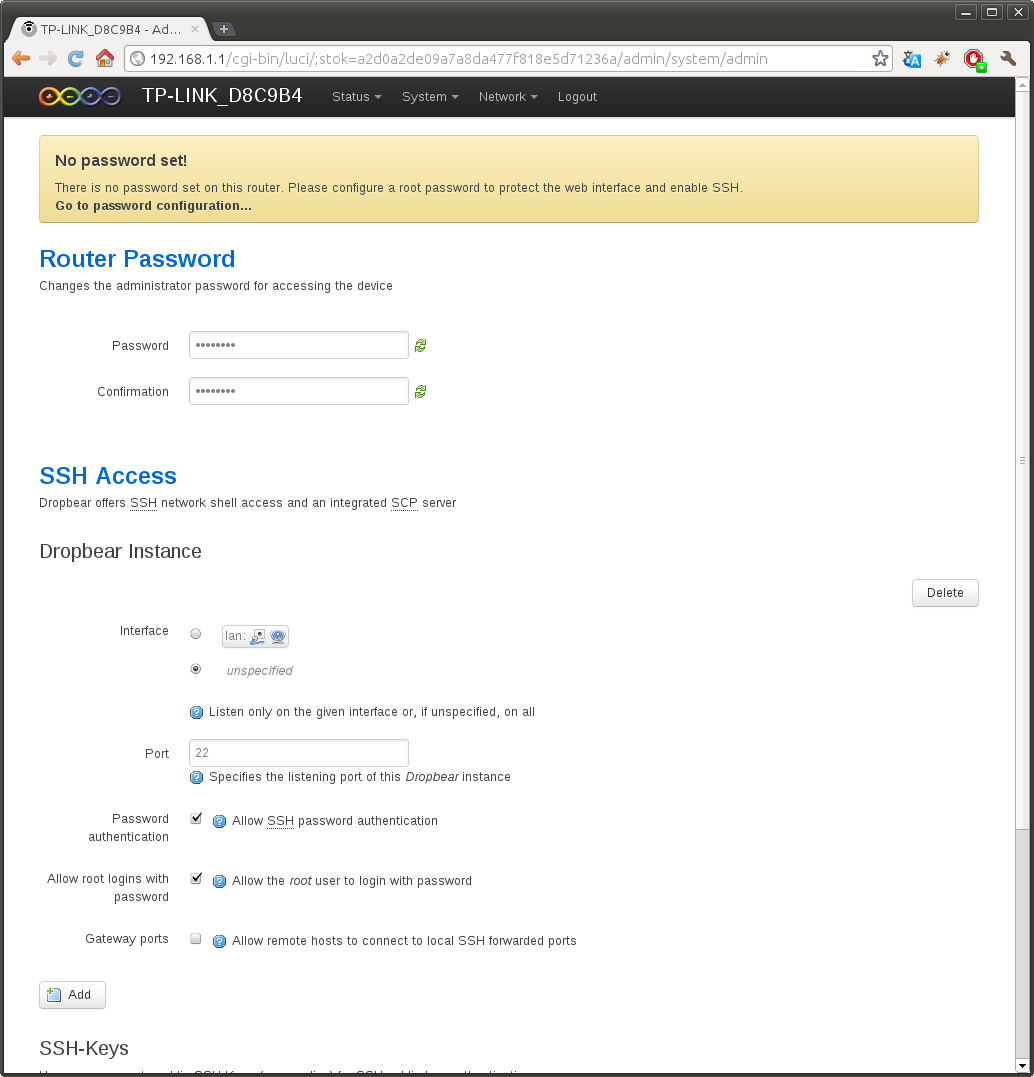 TP-LINK_D8C9B4 - Ad...
192.168.1.1/cgi-bin/luci/;stok=a2d0a2de09a7a8da477f818e5d71236a/admin/system/admin
TP-LINK_D8C9B4 Status System Network Logout
No password set!
There is no password set on this router. Please configure a root password to protect the web interface and enable SSH.
Go to password configuration...
Router Password
Changes the administrator password for accessing the device
Password ••••••••
Confirmation ••••••••
SSH Access
Dropbear offers SSH network shell access and an integrated SCP server
Dropbear Instance
Delete
Interface lan:
unspecified
Listen only on the given interface or, if unspecified, on all
Port 22
Specifies the listening port of this Dropbear instance
Password authentication Allow SSH password authentication
Allow root logins with password Allow the root user to login with password
Gateway ports Allow remote hosts to connect to local SSH forwarded ports
Add
SSH-Keys